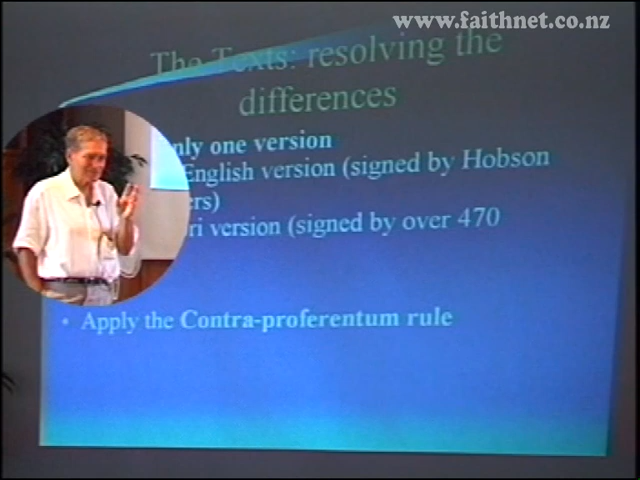 www.faithnet.co.nz
The Texts: resolving the
differences
nly one version
English version (signed by Hobson
ers)
ri version (signed by over 470
• Apply the Contra-proferentum rule